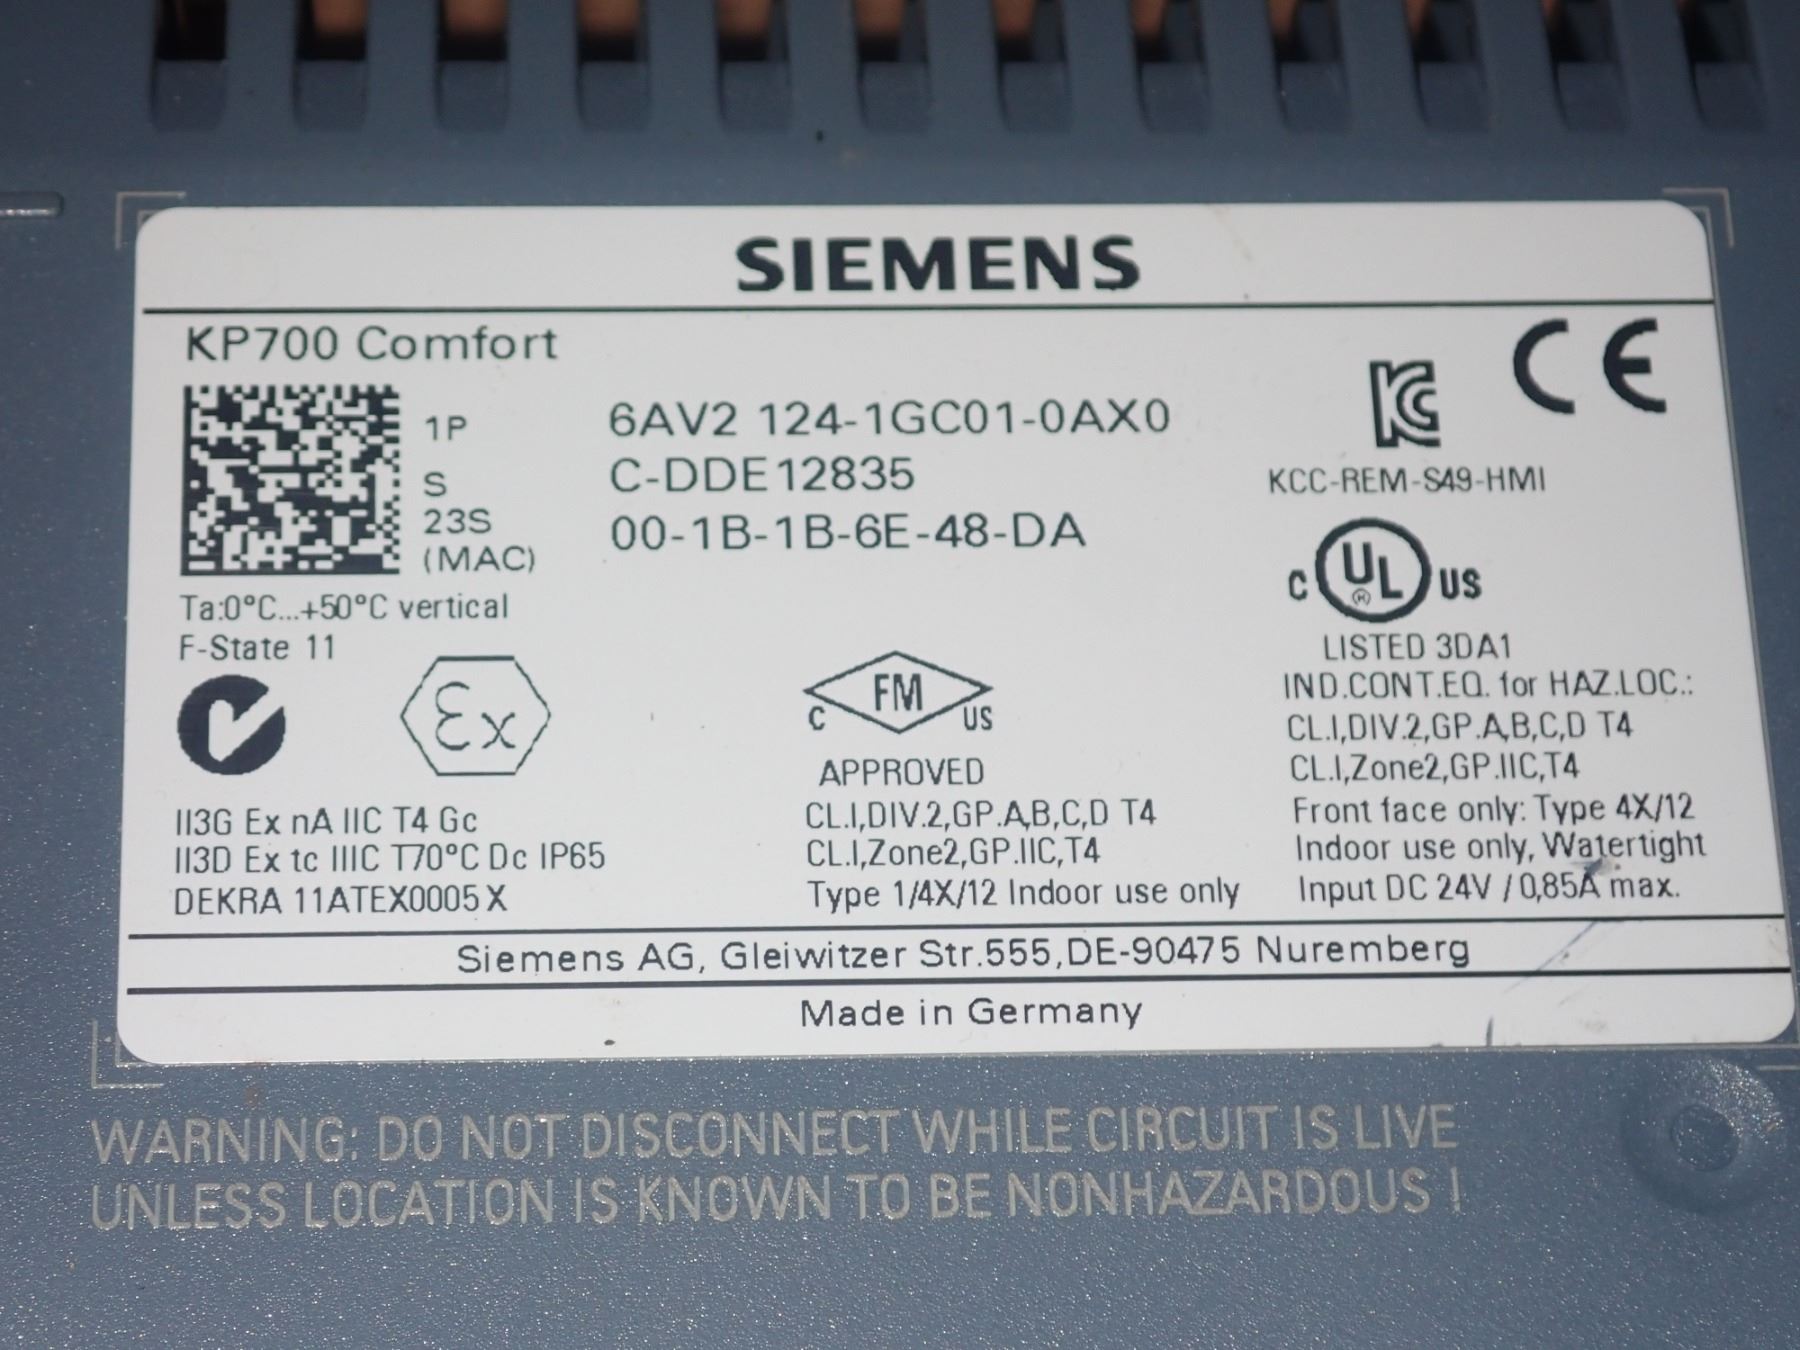 SIEMENS
KP700 Comfort
1P 6AV2 124-1GC01-0AX0
S C-DDE12835
23S 00-1B-1B-6E-48-DA
(MAC)
Ta:0°C...+50°C vertical
F-State 11
Ex
II3G Ex nA IIC T4 Gc
II3D Ex tc IIIC T70°C Dc IP65
DEKRA 11ATEX0005 X
FM
C US
APPROVED
CL.I,DIV.2,GP.A,B,C,D T4
CL.I,Zone2,GP.IIC,T4
Type 1/4X/12 Indoor use only
CE
KC
KCC-REM-S49-HMI
C UL ® US
LISTED 3DA1
IND.CONT.EQ. for HAZ.LOC.:
CL.I,DIV.2,GP.A,B,C,D T4
CL.I,Zone2,GP.IIC,T4
Front face only: Type 4X/12
Indoor use only, Watertight
Input DC 24V / 0,85A max.
Siemens AG, Gleiwitzer Str.555,DE-90475 Nuremberg
Made in Germany
WARNING: DO NOT DISCONNECT WHILE CIRCUIT IS LIVE
UNLESS LOCATION IS KNOWN TO BE NONHAZARDOUS !